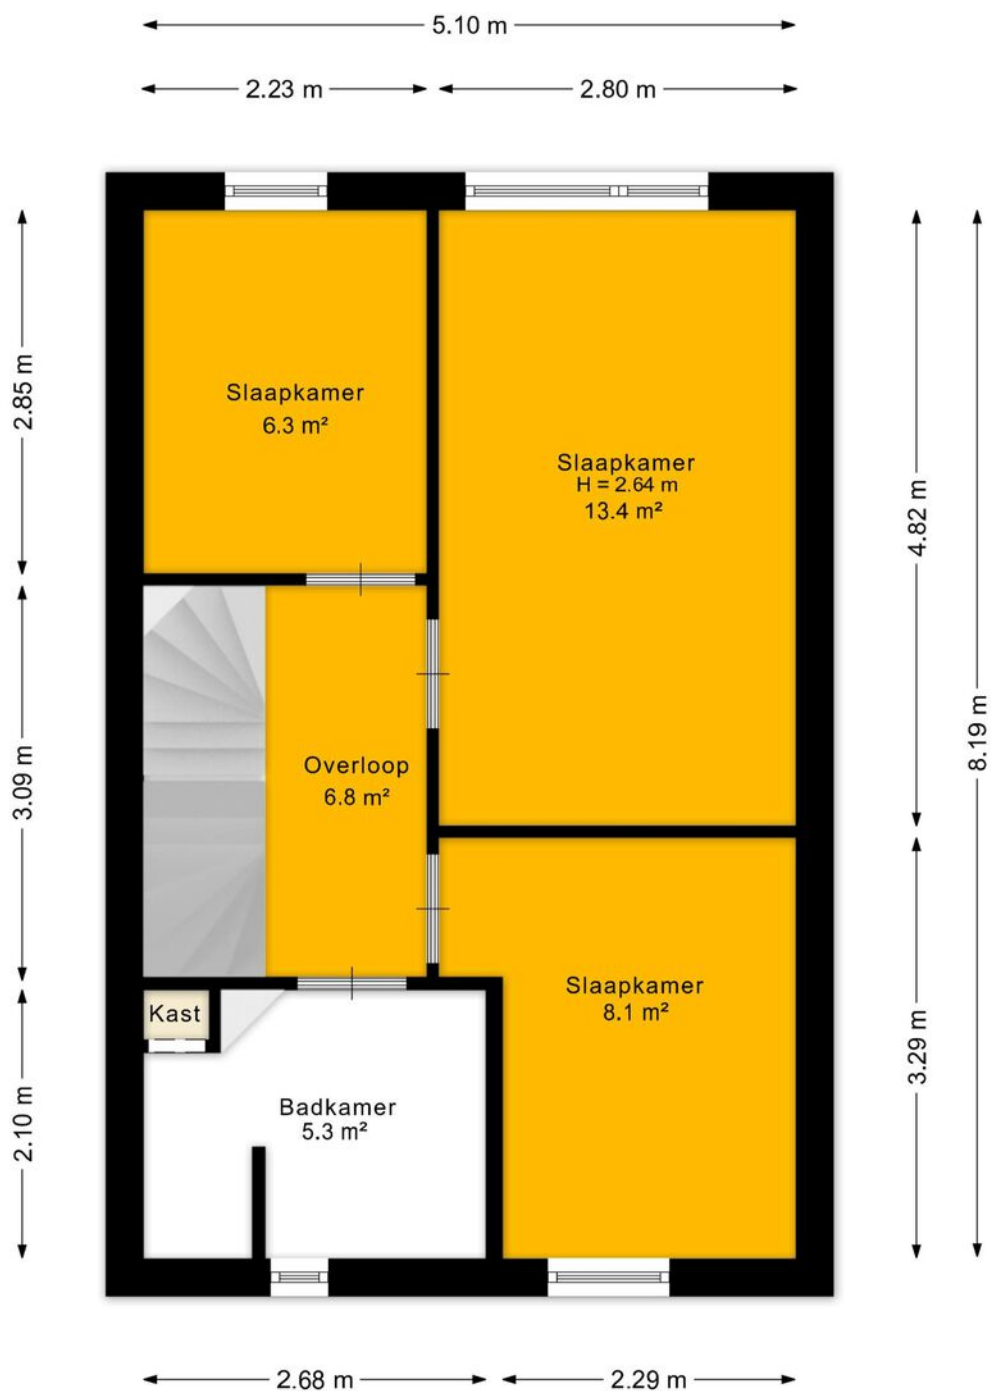 5.10 m
2.23 m
2.80 m
2.85 m
Slaapkamer
6.3 m²
Slaapkamer
H = 2.64 m
13.4 m²
4.82 m
8.19 m
3.09 m
Overloop
6.8 m²
Slaapkamer
8.1 m²
Kast
3.29 m
2.10 m
Badkamer
5.3 m²
2.68 m
2.29 m